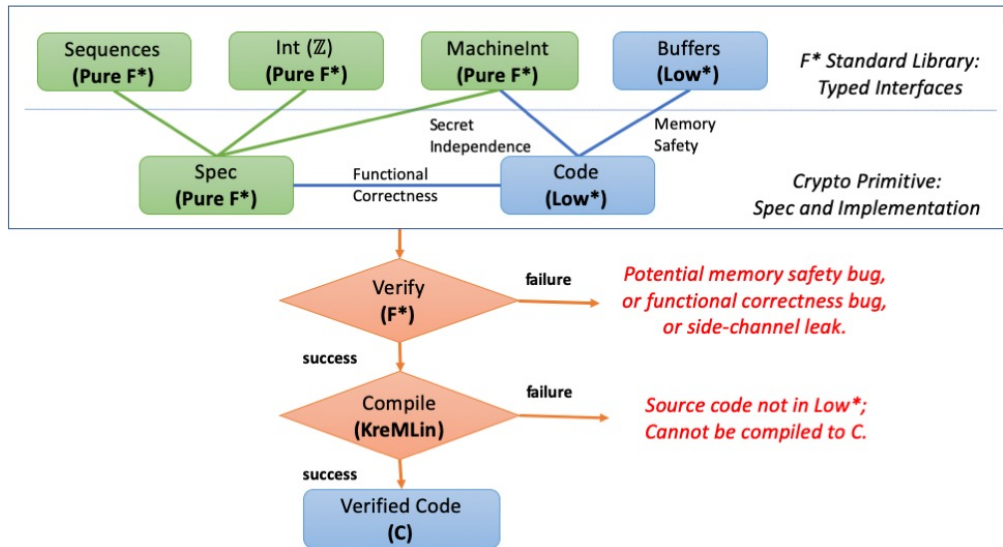 Sequences
(Pure F*)
Int (ℤ)
(Pure F*)
MachineInt
(Pure F*)
Buffers
(Low*)
F* Standard Library:
Typed Interfaces
Secret
Independence
Memory
Safety
Spec
(Pure F*)
Functional
Correctness
Code
(Low*)
Crypto Primitive:
Spec and Implementation
Verify
(F*)
failure
Potential memory safety bug,
or functional correctness bug,
or side-channel leak.
success
Compile
(KreMLin)
failure
Source code not in Low*;
Cannot be compiled to C.
success
Verified Code
(C)